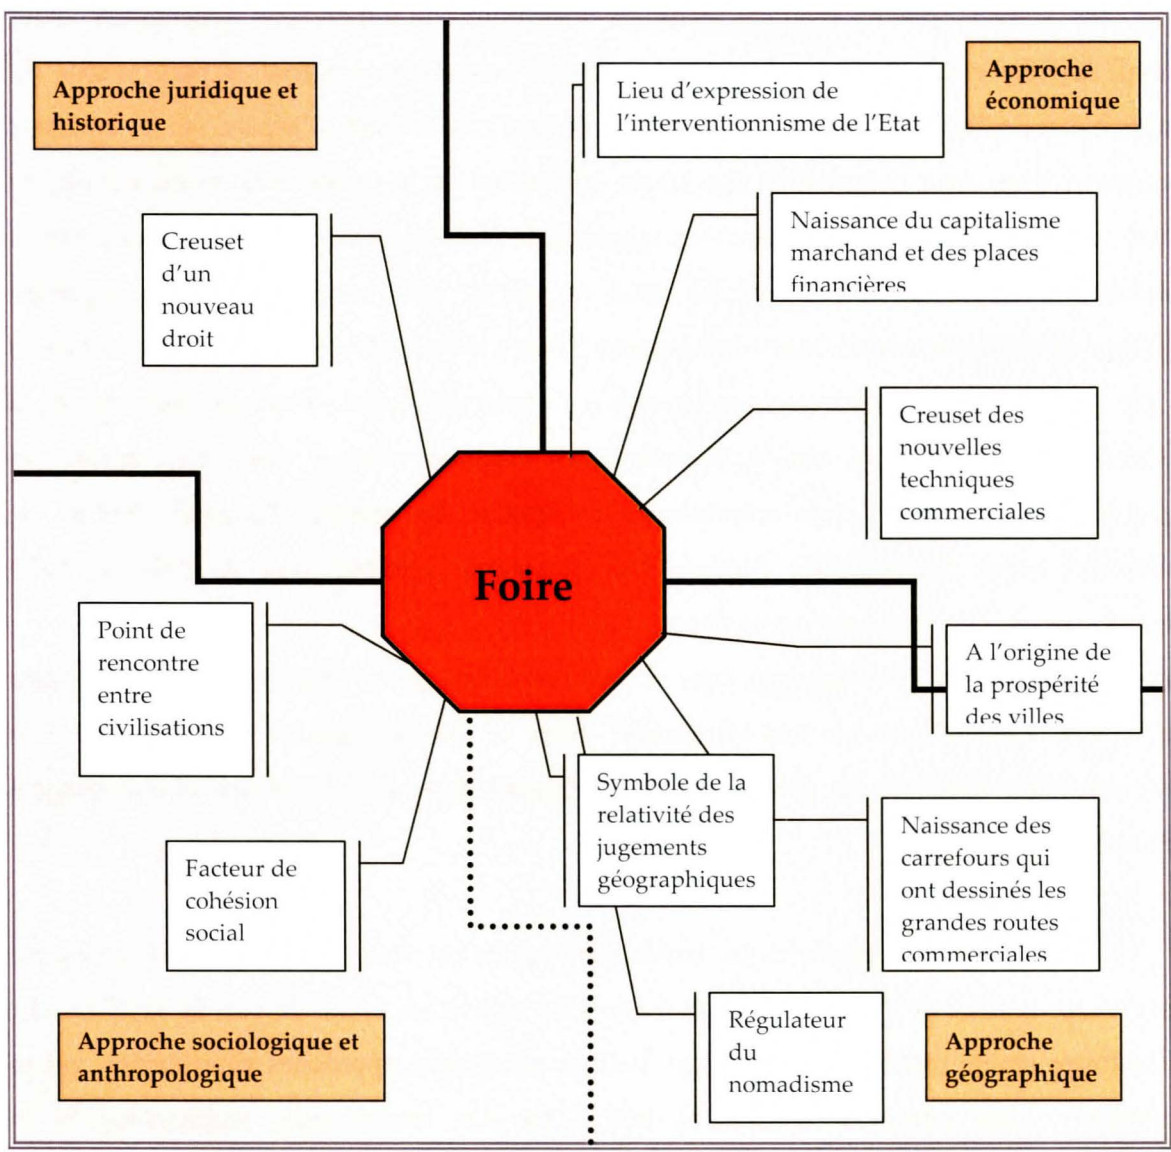 Approche juridique et
historique
Creuset
d'un
nouveau
droit
Lieu d'expression de
l'interventionnisme de l'Etat
Approche
économique
Naissance du capitalisme
marchand et des places
financières
Creuset des
nouvelles
techniques
commerciales
Foire
Point de
rencontre
entre
civilisations
Facteur de
cohésion
social
Approche sociologique et
anthropologique
A l'origine de
la prospérité
des villes
Symbole de la
relativité des
jugements
géographiques
Naissance des
carrefours qui
ont dessinés les
grandes routes
commerciales
Régulateur
du
nomadisme
Approche
géographique